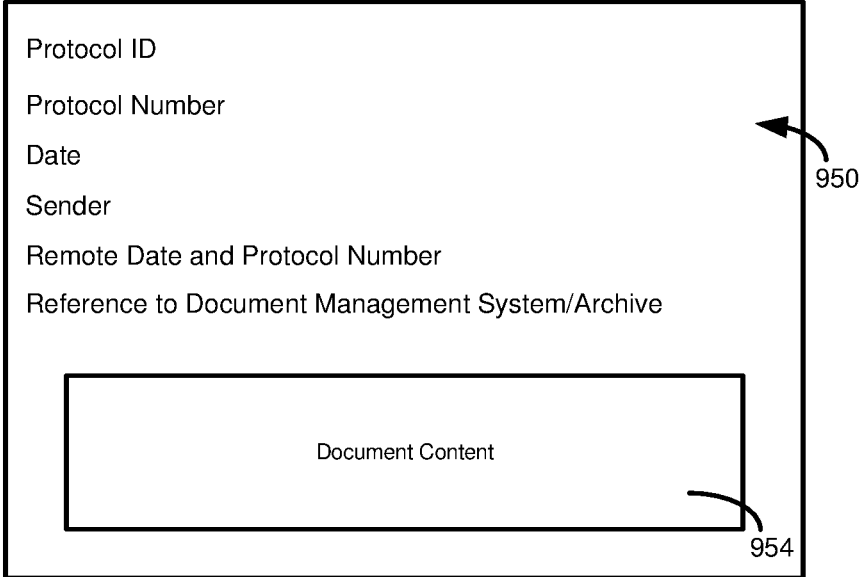 Protocol ID
Protocol Number
Date
950
Sender
Remote Date and Protocol Number
Reference to Document Management System/Archive
Document Content
954